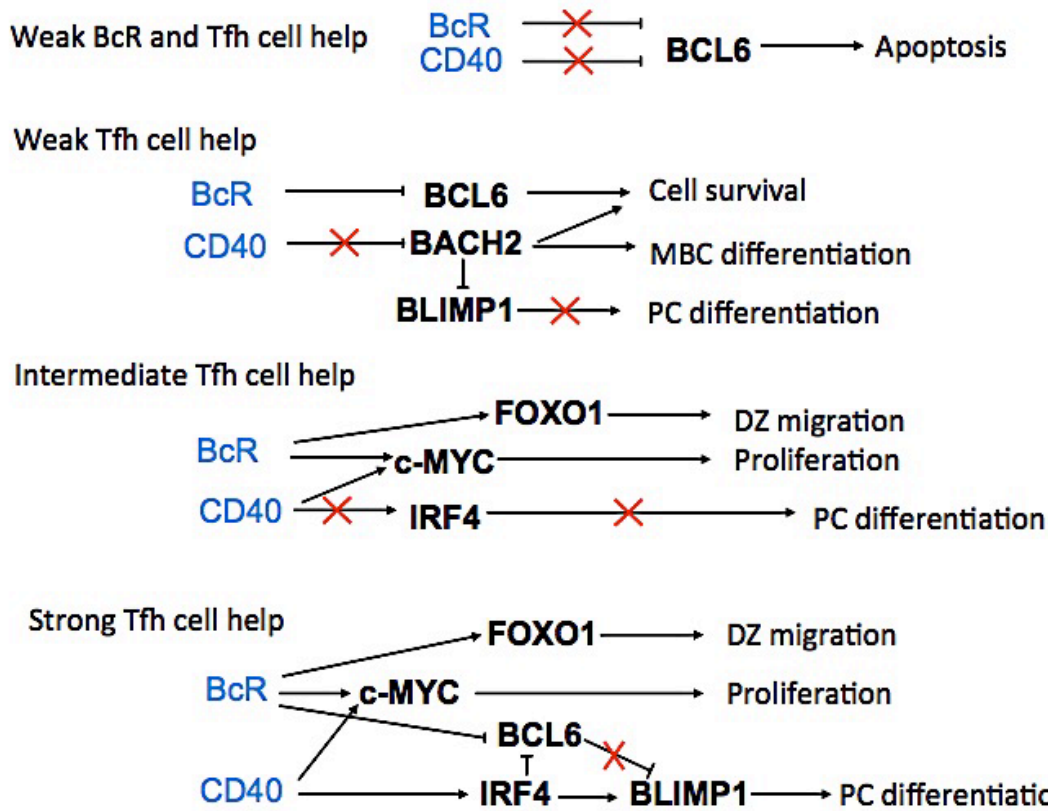 Weak BcR and Tfh cell help
BcR
CD40
BCL6
Apoptosis
Weak Tfh cell help
BcR
BCL6
Cell survival
CD40
BACH2
MBC differentiation
BLIMP1
PC differentiation
Intermediate Tfh cell help
FOXO1
DZ migration
BcR
c-MYC
Proliferation
CD40
IRF4
PC differentiation
Strong Tfh cell help
FOXO1
DZ migration
BcR
c-MYC
Proliferation
BCL6
CD40
IRF4
BLIMP1
PC differentiatio